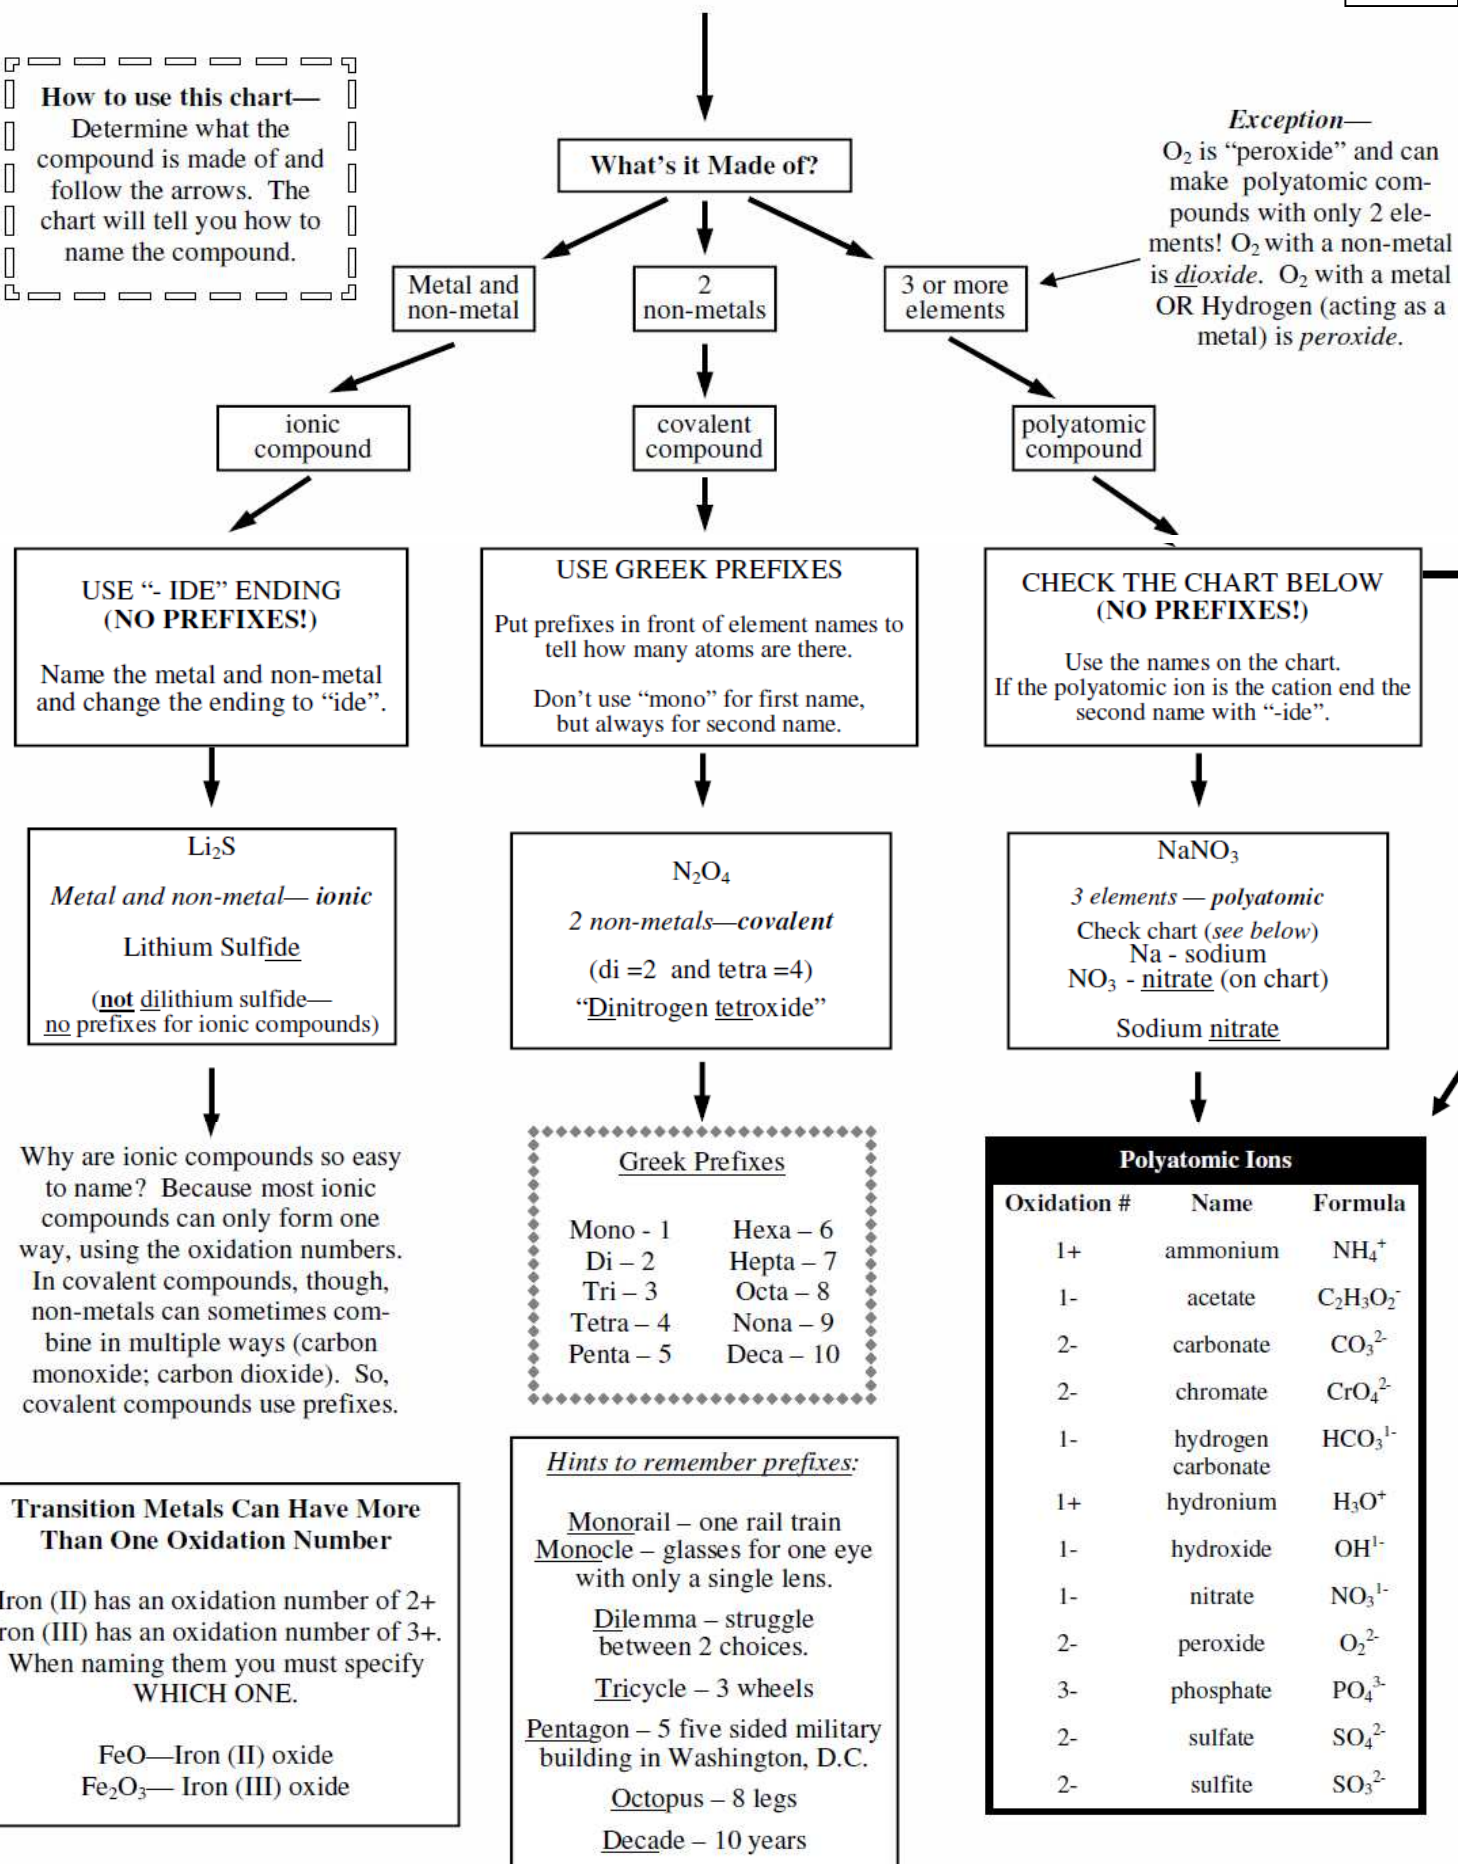 How to use this chart—
Determine what the
compound is made of and
follow the arrows. The
chart will tell you how to
name the compound.
What's it Made of?
Exception—
O₂ is “peroxide” and can
make polyatomic com-
pounds with only 2 ele-
ments! O₂ with a non-metal
is dioxide. O₂ with a metal
OR Hydrogen (acting as a
metal) is peroxide.
Metal and
non-metal
2
non-metals
3 or more
elements
ionic
compound
covalent
compound
polyatomic
compound
USE “- IDE” ENDING
(NO PREFIXES!)
Name the metal and non-metal
and change the ending to “ide”.
USE GREEK PREFIXES
Put prefixes in front of element names to
tell how many atoms are there.
Don't use “mono” for first name,
but always for second name.
CHECK THE CHART BELOW
(NO PREFIXES!)
Use the names on the chart.
If the polyatomic ion is the cation end the
second name with “-ide”.
Li₂S
Metal and non-metal— ionic
Lithium Sulfide
(not dilithium sulfide—
no prefixes for ionic compounds)
N₂O₄
2 non-metals—covalent
(di =2 and tetra =4)
“Dinitrogen tetroxide”
NaNO₃
3 elements — polyatomic
Check chart (see below)
Na - sodium
NO₃ - nitrate (on chart)
Sodium nitrate
Why are ionic compounds so easy
to name? Because most ionic
compounds can only form one
way, using the oxidation numbers.
In covalent compounds, though,
non-metals can sometimes com-
bine in multiple ways (carbon
monoxide; carbon dioxide). So,
covalent compounds use prefixes.
Greek Prefixes
Mono - 1 Hexa – 6
Di – 2 Hepta – 7
Tri – 3 Octa – 8
Tetra – 4 Nona – 9
Penta – 5 Deca – 10
Polyatomic Ions
Oxidation # Name Formula
1+ ammonium NH₄⁺
1- acetate C₂H₃O₂⁻
2- carbonate CO₃²⁻
2- chromate CrO₄²⁻
1- hydrogen HCO₃¹⁻
carbonate
1+ hydronium H₃O⁺
1- hydroxide OH¹⁻
1- nitrate NO₃¹⁻
2- peroxide O₂²⁻
3- phosphate PO₄³⁻
2- sulfate SO₄²⁻
2- sulfite SO₃²⁻
Transition Metals Can Have More
Than One Oxidation Number
Iron (II) has an oxidation number of 2+
ron (III) has an oxidation number of 3+.
When naming them you must specify
WHICH ONE.
FeO—Iron (II) oxide
Fe₂O₃— Iron (III) oxide
Hints to remember prefixes:
Monorail – one rail train
Monocle – glasses for one eye
with only a single lens.
Dilemma – struggle
between 2 choices.
Tricycle – 3 wheels
Pentagon – 5 five sided military
building in Washington, D.C.
Octopus – 8 legs
Decade – 10 years